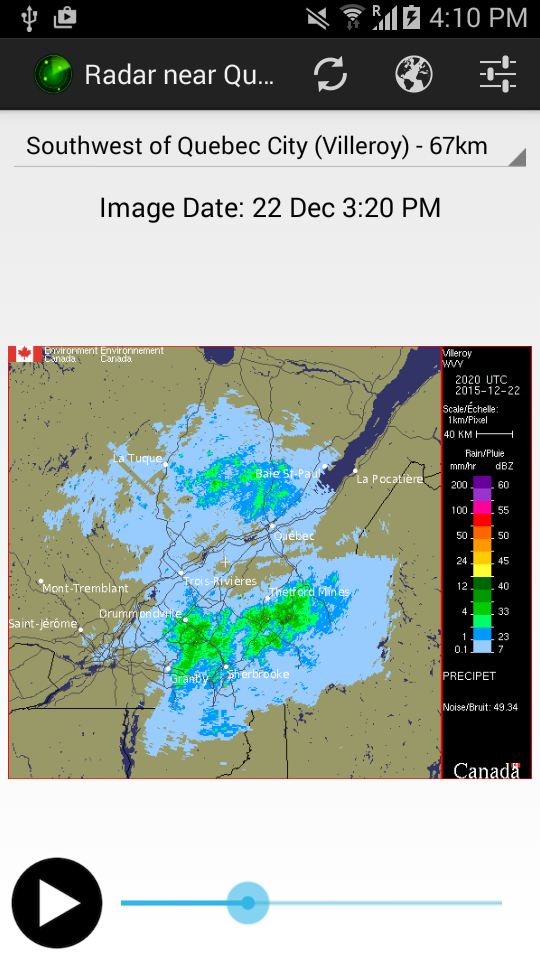 R
4:10 PM
Radar near Qu...
Southwest of Quebec City (Villeroy) - 67km
Image Date: 22 Dec 3:20 PM
Environment Environnement
Canada Canada
Villeroy
WVY
2020 UTC
2015-12-22
Scale/Échelle:
1km/Pixel
40 KM
Rain/Pluie
mm/hr dBZ
200 60
100 55
50 50
24 45
12 40
4 33
1 23
0.1 7
PRECIPET
Noise/Bruit: 49.34
Canada
La Tuque
Baie St-Paul
La Pocatière
Québec
Mont-Tremblant
Trois-Rivières
Thetford Mines
Drummondville
Saint-Jérôme
Granby
Sherbrooke